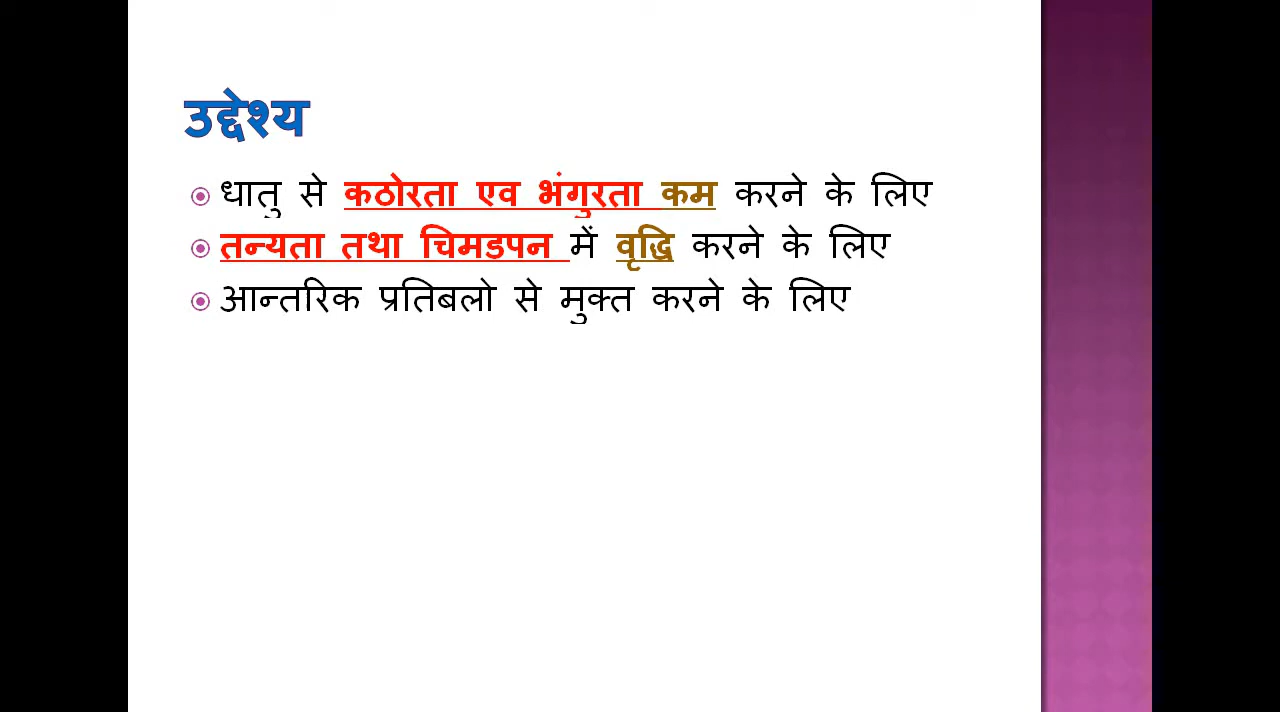 उद्देश्य
धातु से कठोरता एव भंगुरता कम करने के लिए
तन्यता तथा चिमडपन में वृद्धि करने के लिए
आन्तरिक प्रतिबलो से मुक्त करने के लिए